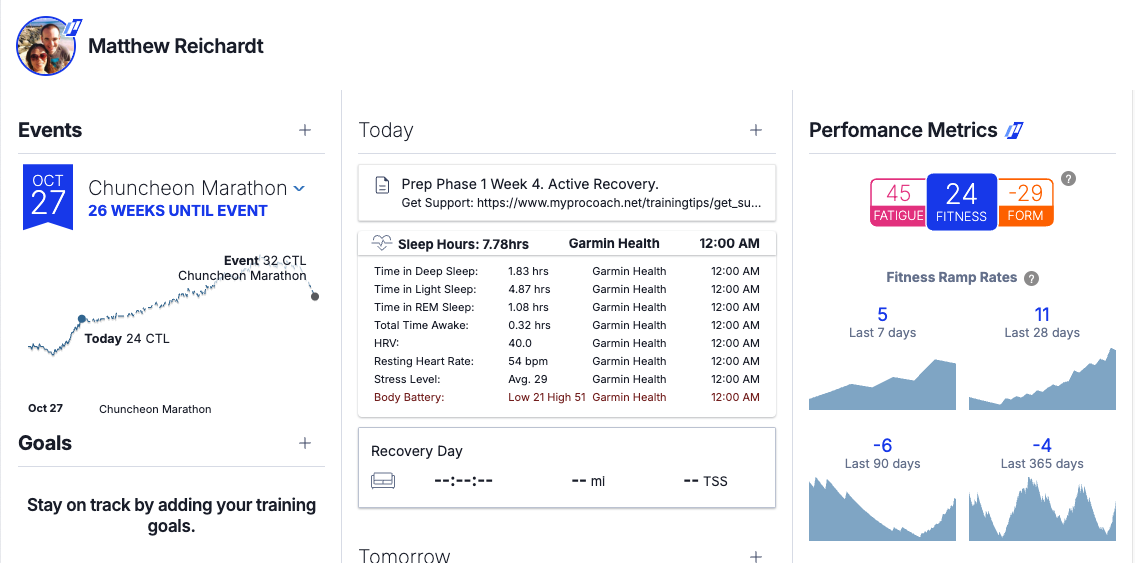 Matthew Reichardt
Events +
OCT
27
Chuncheon Marathon
26 WEEKS UNTIL EVENT
Event 32 CTL
Chuncheon Marathon
Today 24 CTL
Oct 27 Chuncheon Marathon
Goals +
Stay on track by adding your training
goals.
Today +
Prep Phase 1 Week 4. Active Recovery.
Get Support: https://www.myprocoach.net/trainingtips/get_su...
Sleep Hours: 7.78hrs Garmin Health 12:00 AM
Time in Deep Sleep: 1.83 hrs Garmin Health 12:00 AM
Time in Light Sleep: 4.87 hrs Garmin Health 12:00 AM
Time in REM Sleep: 1.08 hrs Garmin Health 12:00 AM
Total Time Awake: 0.32 hrs Garmin Health 12:00 AM
HRV: 40.0 Garmin Health 12:00 AM
Resting Heart Rate: 54 bpm Garmin Health 12:00 AM
Stress Level: Avg. 29 Garmin Health 12:00 AM
Body Battery: Low 21 High 51 Garmin Health 12:00 AM
Recovery Day
--:--:-- -- mi -- TSS
Tomorrow +
Perfomance Metrics
45 24 -29 ?
FATIGUE FITNESS FORM
Fitness Ramp Rates ?
5 11
Last 7 days Last 28 days
-6 -4
Last 90 days Last 365 days